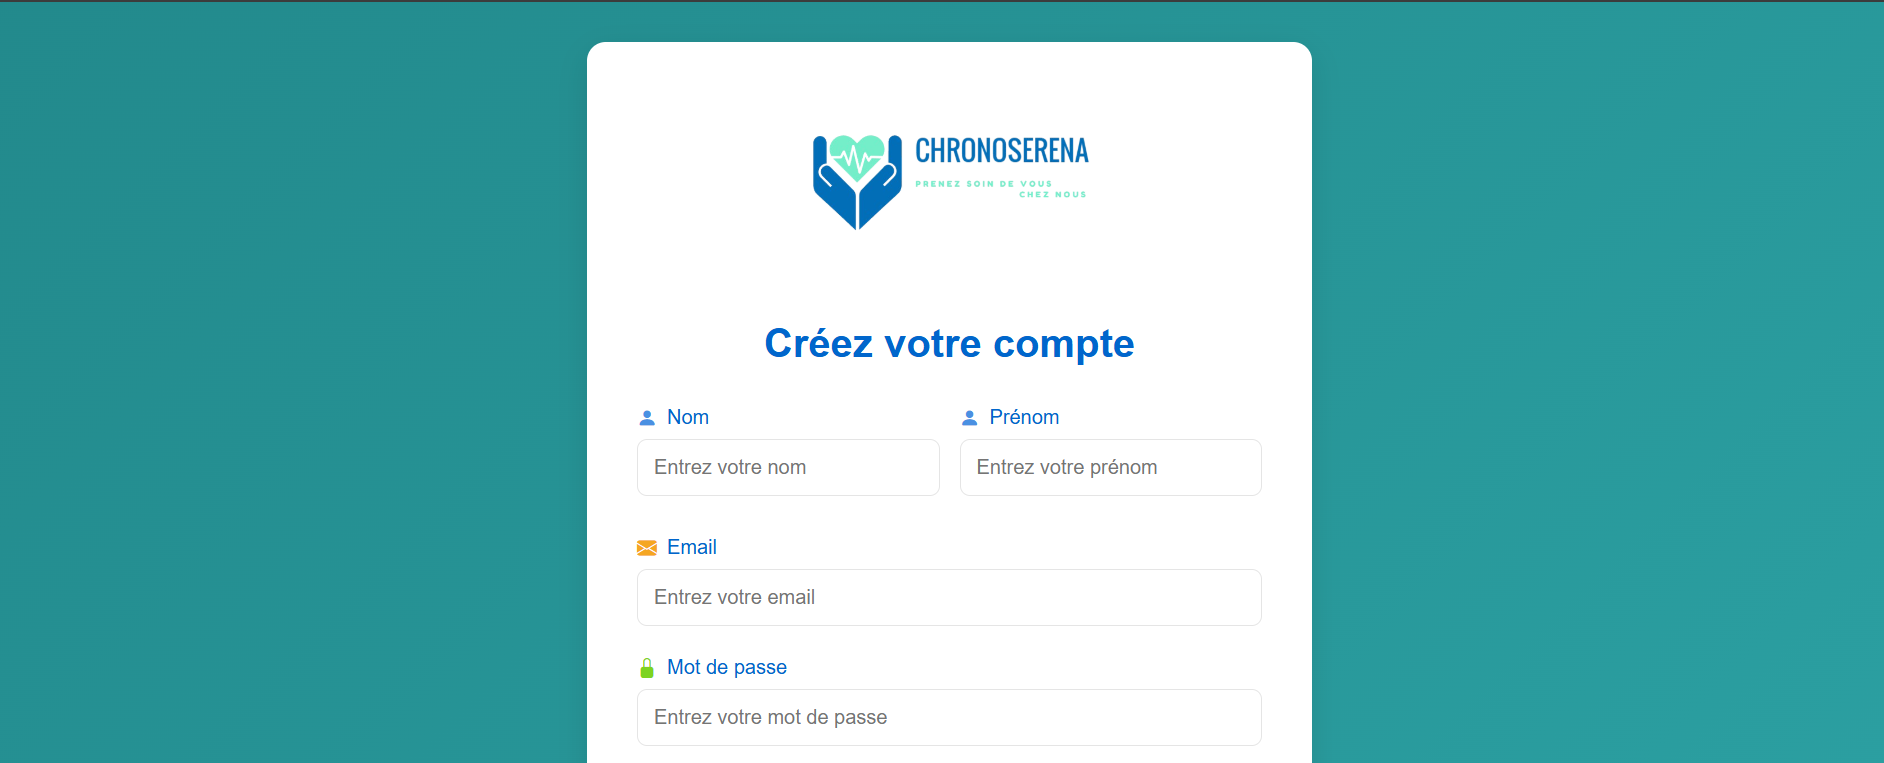 CHRONOSERENA
PRENEZ SOIN DE VOUS
CHEZ NOUS
Créez votre compte
Nom
Prénom
Entrez votre nom
Entrez votre prénom
Email
Entrez votre email
Mot de passe
Entrez votre mot de passe